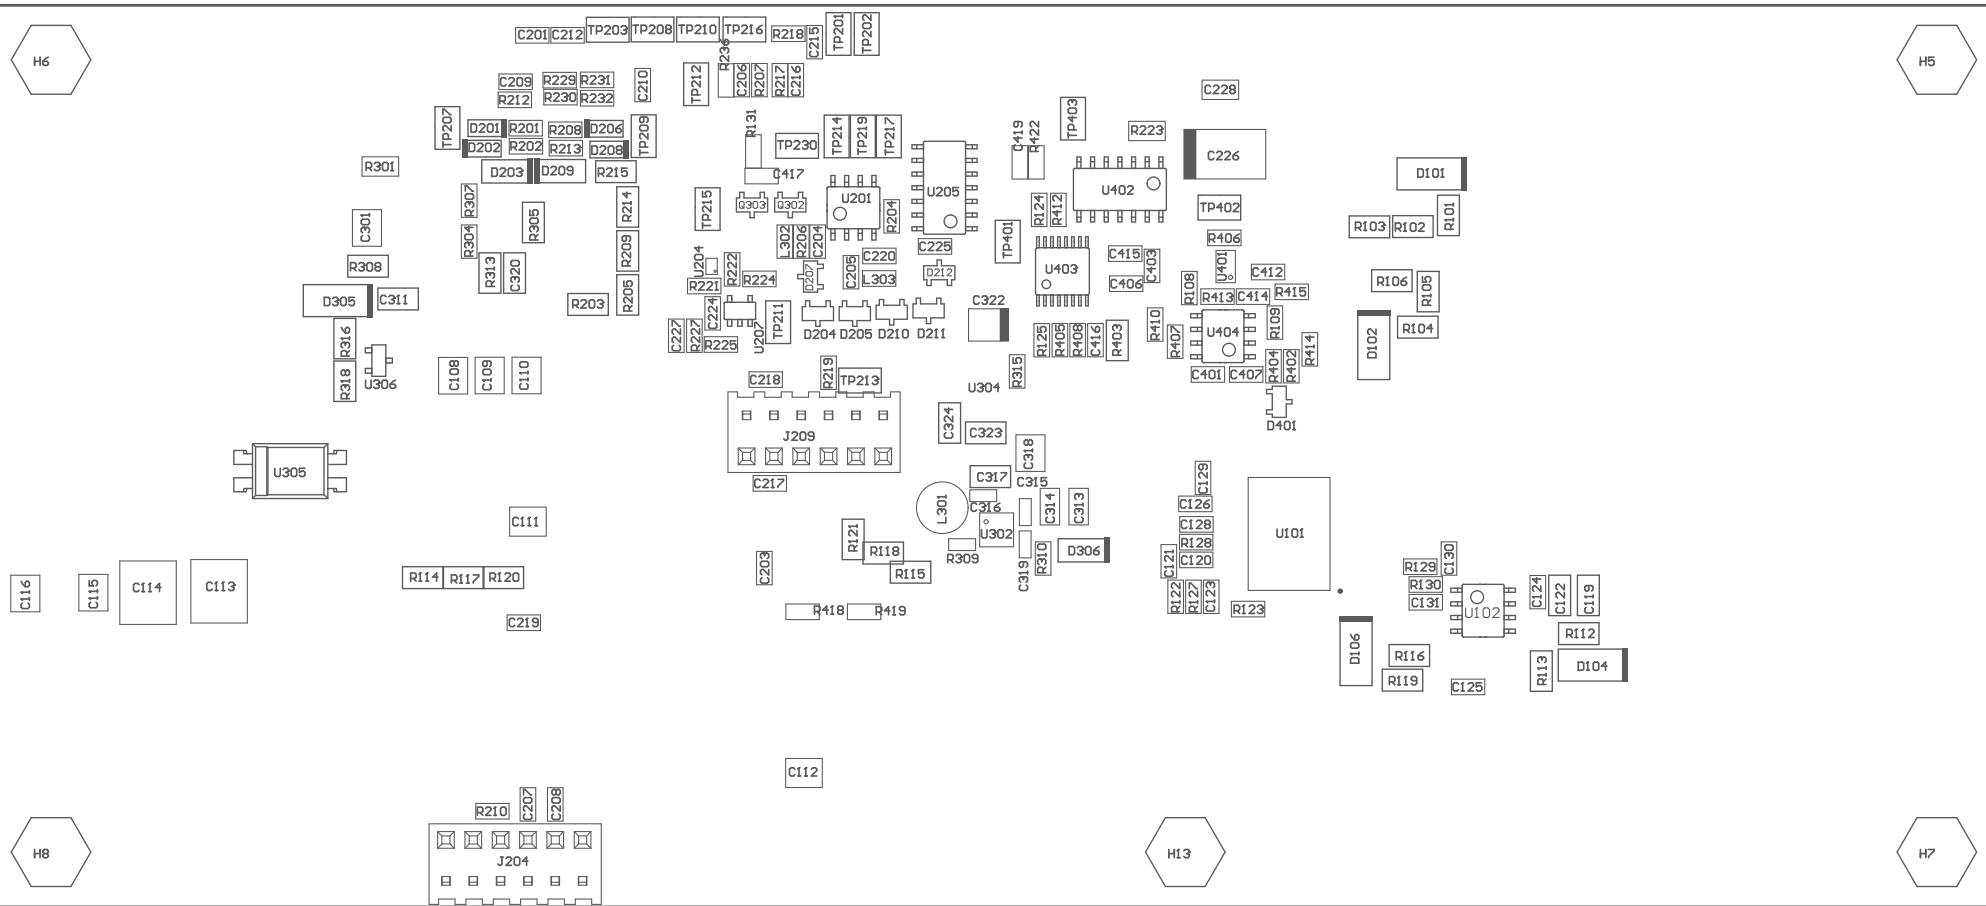 C201 C212 TP203 TP208 TP210 TP216 R218 C215 TP201 TP202
H6 H5
R236
C209 R229 R231 C210 TP212 C206 R207 R217 C216 C228
R212 R230 R232
TP207 D201 R201 R208 D206 TP209 R131 TP230 TP214 TP219 TP217 C419 R422 TP403 R223
D202 R202 R213 D208
R301 D203 D209 R215 C417 C226 D101
R307 R214 TP215 Q303 Q302 U201 U205 U402
C301 R305 R204 R124 R412 TP402 R101
R103 R102
R304 R209 L302 R206 C204 C225 TP401 R406
R308 R313 C320 U204 R222 C220 C415 C403 U401 C412
R221 R224 D207 C205 L303 D212 U403 C406 R106 R105
D305 C311 R203 R205 C224 C322 R108 R413 C414 R415
R316 C227 R227 R225 U207 TP211 D204 D205 D210 D211 R125 R405 R408 C416 R403 R410 R407 U404 R109 R414 R104 D102
U306 R318 C108 C109 C110 C218 R219 TP213 U304 R315 C401 C407 R404 R402
C324 C323 D401
J209 C318
U305 C217 C317 C315 C129
L301 C316 C314 C313 C126
C111 R121 U302 C128 U101
R118 R309 R310 D306 R128
C203 C319 C121 C120 R129 C130
C116 C115 C114 C113 R114 R117 R120 R115 R122 R127 C123 R123 R130 C131 U102 C124 C122 C119
C219 R418 R419 R112
D106 R116 R113 D104
R119 C125
C112
R210 C207 C208
H8 J204 H13 H7